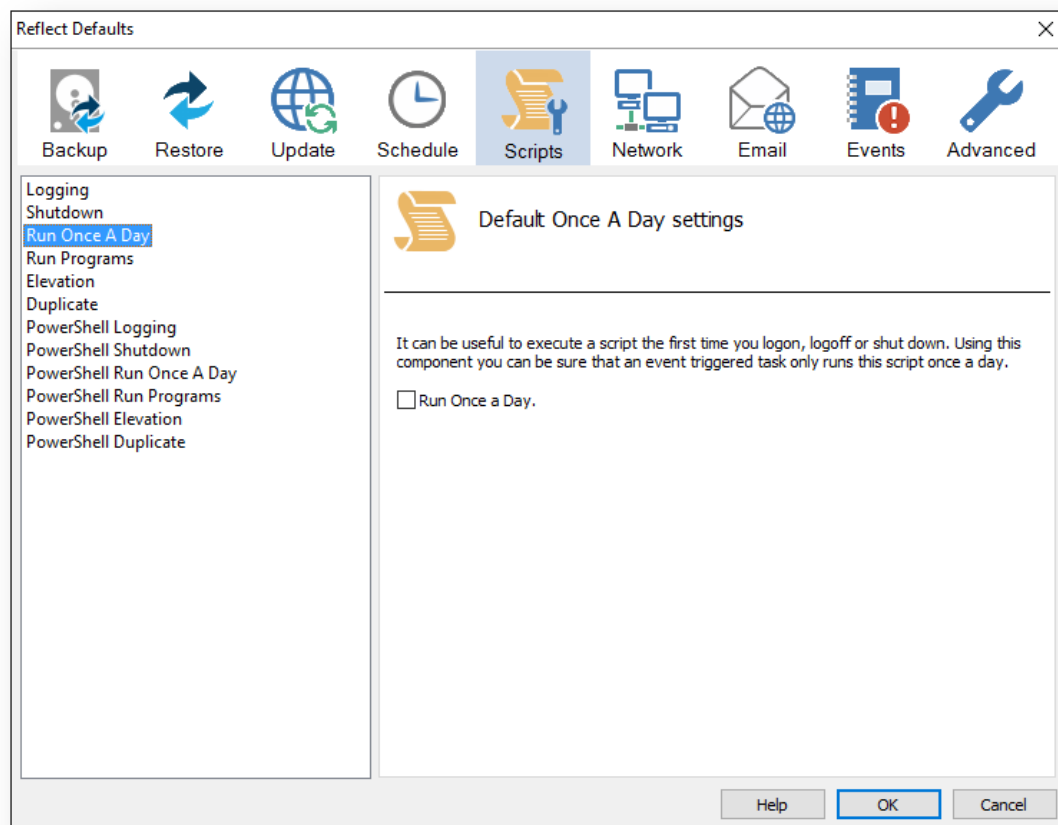 Reflect Defaults
Backup
Restore
Update
Schedule
Scripts
Network
Email
Events
Advanced
Logging
Shutdown
Run Once A Day
Run Programs
Elevation
Duplicate
PowerShell Logging
PowerShell Shutdown
PowerShell Run Once A Day
PowerShell Run Programs
PowerShell Elevation
PowerShell Duplicate
Default Once A Day settings
It can be useful to execute a script the first time you logon, logoff or shut down. Using this
component you can be sure that an event triggered task only runs this script once a day.
Run Once a Day.
Help
OK
Cancel